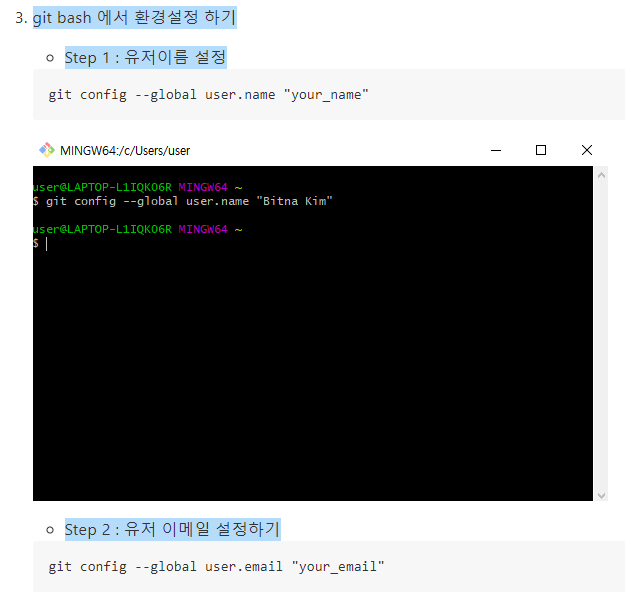 3. git bash 에서 환경설정 하기
Step 1 : 유저이름 설정
git config --global user.name "your_name"
MINGW64:/c/Users/user
user@LAPTOP-L1IQKO6R MINGW64 ~
$ git config --global user.name "Bitna Kim"
user@LAPTOP-L1IQKO6R MINGW64 ~
$
Step 2 : 유저 이메일 설정하기
git config --global user.email "your_email"